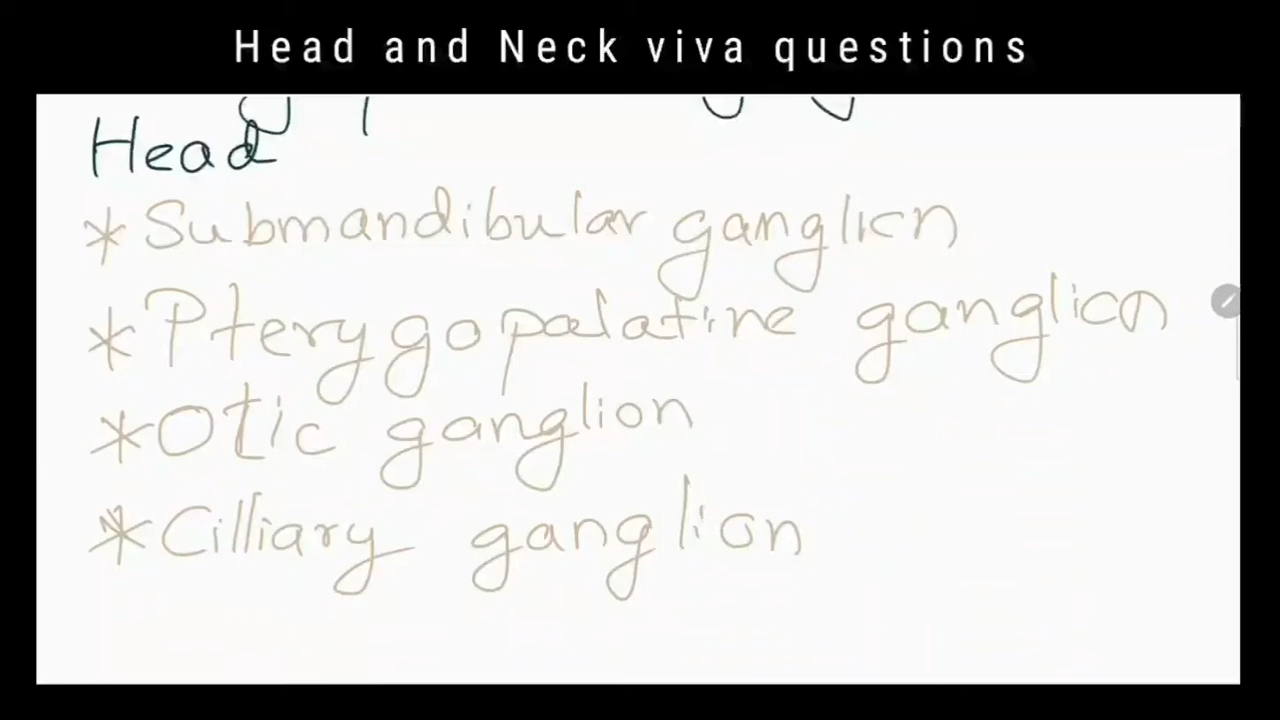 Head and Neck viva questions
Head
* Submandibular ganglion
* Pterygopalatine ganglion
* Otic ganglion
* Cilliary ganglion